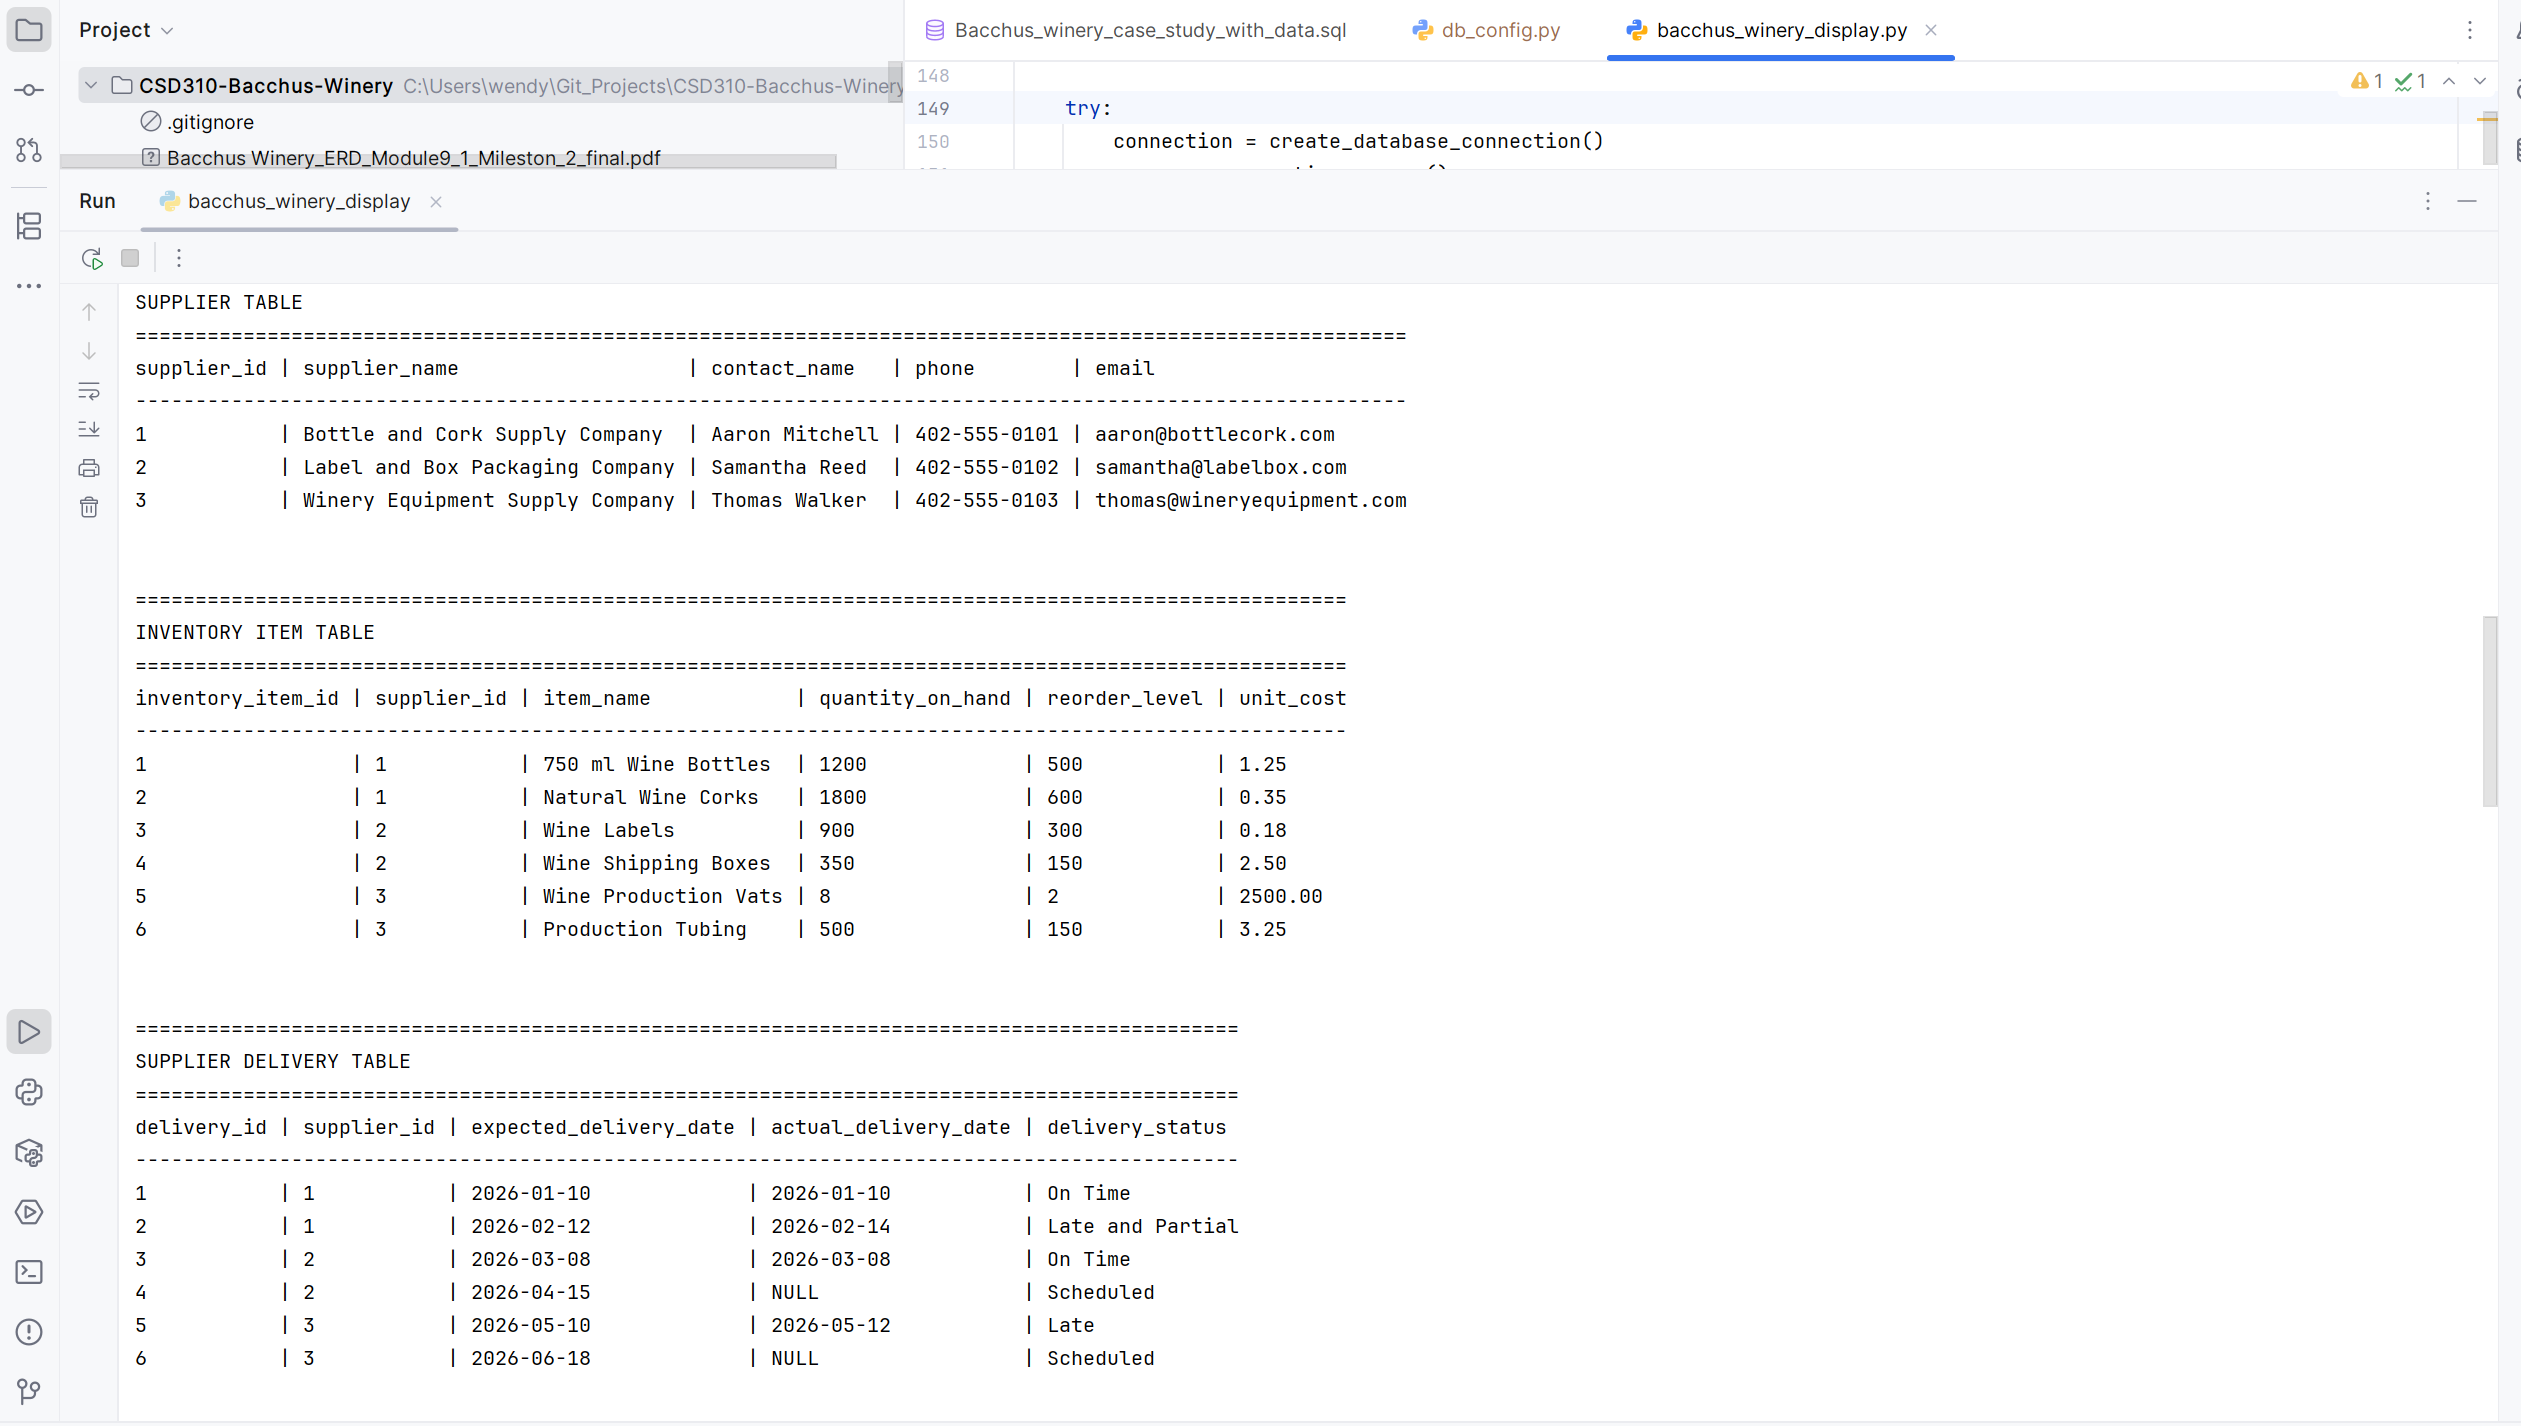 Project
Bacchus_winery_case_study_with_data.sql
db_config.py
bacchus_winery_display.py
CSD310-Bacchus-Winery C:\Users\wendy\Git_Projects\CSD310-Bacchus-Winery
.gitignore
Bacchus Winery_ERD_Module9_1_Mileston_2_final.pdf
148
149 try:
150 connection = create_database_connection()
1 1
Run bacchus_winery_display
SUPPLIER TABLE
==========================================================================================================
supplier_id | supplier_name                   | contact_name   | phone        | email
----------------------------------------------------------------------------------------------------------
1           | Bottle and Cork Supply Company  | Aaron Mitchell | 402-555-0101 | aaron@bottlecork.com
2           | Label and Box Packaging Company | Samantha Reed  | 402-555-0102 | samantha@labelbox.com
3           | Winery Equipment Supply Company | Thomas Walker  | 402-555-0103 | thomas@wineryequipment.com
=====================================================================================================
INVENTORY ITEM TABLE
=====================================================================================================
inventory_item_id | supplier_id | item_name            | quantity_on_hand | reorder_level | unit_cost
-----------------------------------------------------------------------------------------------------
1                 | 1           | 750 ml Wine Bottles  | 1200             | 500           | 1.25
2                 | 1           | Natural Wine Corks   | 1800             | 600           | 0.35
3                 | 2           | Wine Labels          | 900              | 300           | 0.18
4                 | 2           | Wine Shipping Boxes  | 350              | 150           | 2.50
5                 | 3           | Wine Production Vats | 8                | 2             | 2500.00
6                 | 3           | Production Tubing    | 500              | 150           | 3.25
============================================================================================
SUPPLIER DELIVERY TABLE
============================================================================================
delivery_id | supplier_id | expected_delivery_date | actual_delivery_date | delivery_status
--------------------------------------------------------------------------------------------
1           | 1           | 2026-01-10             | 2026-01-10           | On Time
2           | 1           | 2026-02-12             | 2026-02-14           | Late and Partial
3           | 2           | 2026-03-08             | 2026-03-08           | On Time
4           | 2           | 2026-04-15             | NULL                 | Scheduled
5           | 3           | 2026-05-10             | 2026-05-12           | Late
6           | 3           | 2026-06-18             | NULL                 | Scheduled